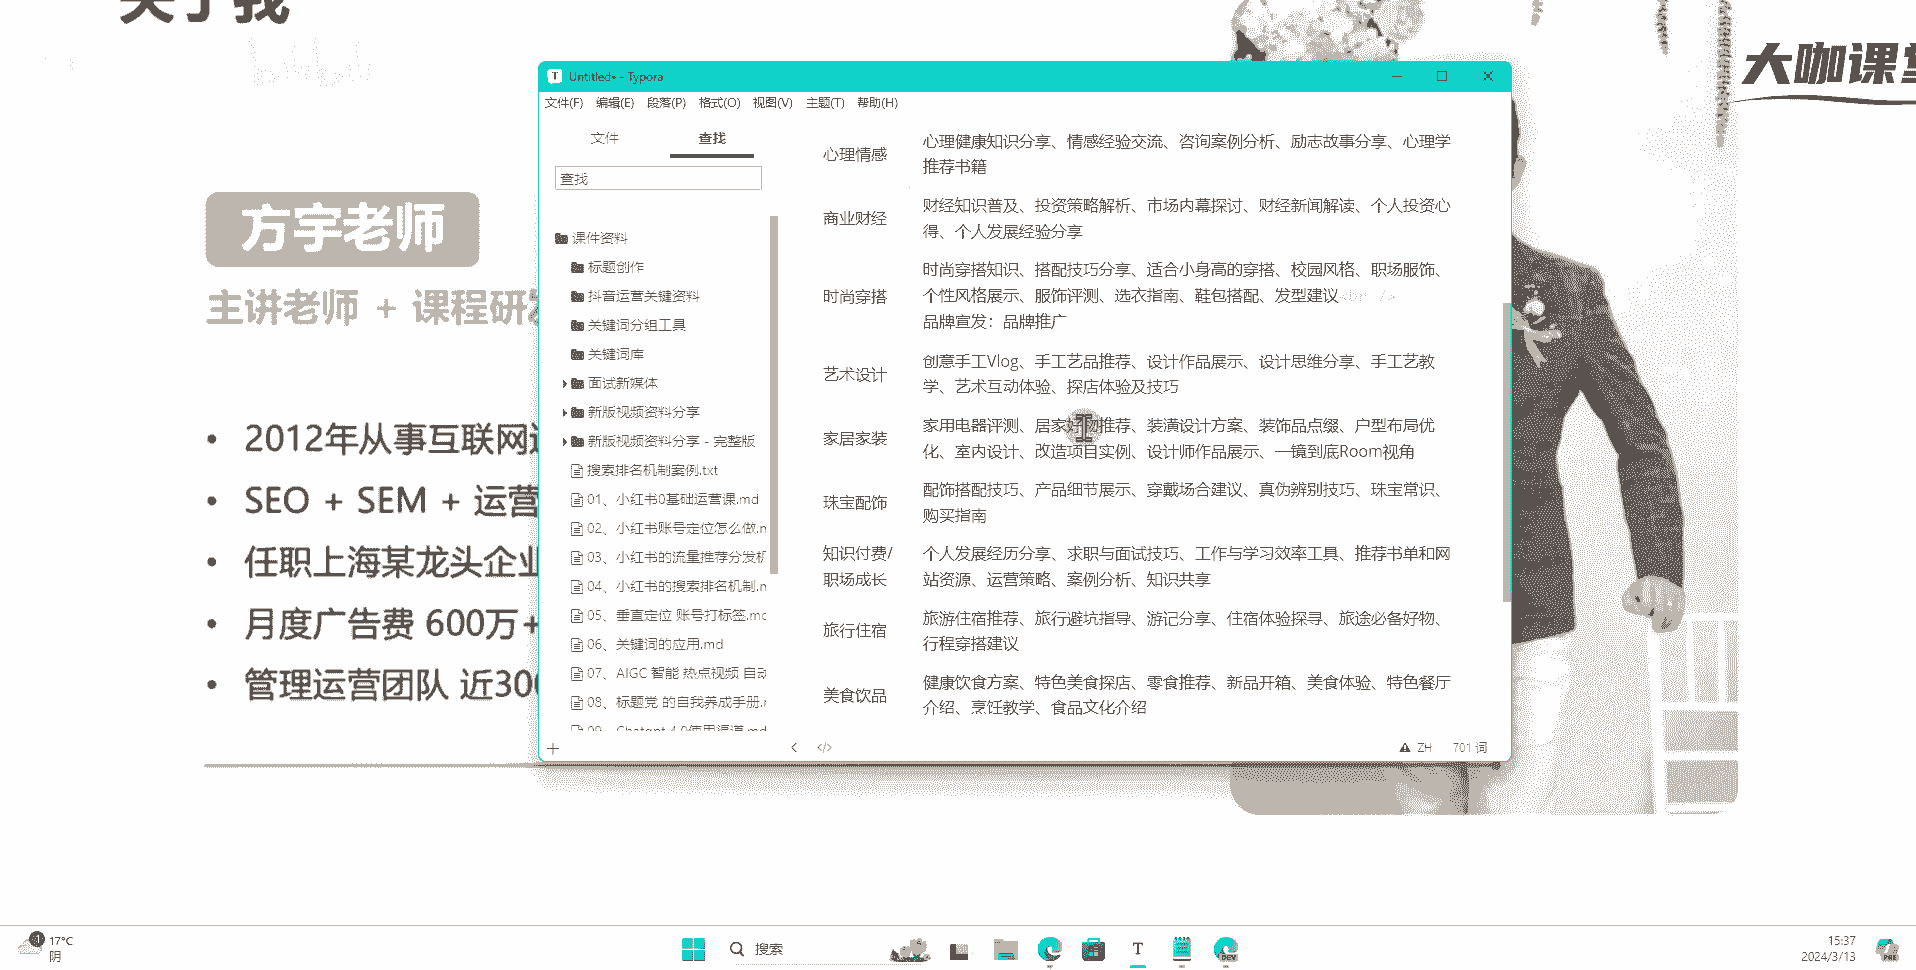 关于我
大咖课堂
方宇老师
主讲老师 + 课程研发
2012年从事互联网
SEO + SEM + 运营
任职上海某龙头企业
月度广告费 600万+
管理运营团队 近300
Untitled• - Typora
文件(F) 编辑(E) 段落(P) 格式(O) 视图(V) 主题(T) 帮助(H)
文件 查找
查找
课件资料
标题创作
抖音运营关键资料
关键词分组工具
关键词库
面试新媒体
新版视频资料分享
新版视频资料分享 - 完整版
搜索排名机制案例.txt
01、小红书0基础运营课.md
02、小红书账号定位怎么做.m
03、小红书的流量推荐分发机
04、小红书的搜索排名机制.m
05、垂直定位 账号打标签.md
06、关键词的应用.md
07、AIGC 智能 热点视频 自动
08、标题党 的自我养成手册.m
09、Chatgpt 4.0使用渠道.md
心理情感
心理健康知识分享、情感经验交流、咨询案例分析、励志故事分享、心理学
推荐书籍
商业财经
财经知识普及、投资策略解析、市场内幕探讨、财经新闻解读、个人投资心
得、个人发展经验分享
时尚穿搭
时尚穿搭知识、搭配技巧分享、适合小身高的穿搭、校园风格、职场服饰、
个性风格展示、服饰评测、选衣指南、鞋包搭配、发型建议<br />
品牌宣发：品牌推广
艺术设计
创意手工Vlog、手工艺品推荐、设计作品展示、设计思维分享、手工艺教
学、艺术互动体验、探店体验及技巧
家居家装
家用电器评测、居家好物推荐、装潢设计方案、装饰品点缀、户型布局优
化、室内设计、改造项目实例、设计师作品展示、一镜到底Room视角
珠宝配饰
配饰搭配技巧、产品细节展示、穿戴场合建议、真伪辨别技巧、珠宝常识、
购买指南
知识付费/
职场成长
个人发展经历分享、求职与面试技巧、工作与学习效率工具、推荐书单和网
站资源、运营策略、案例分析、知识共享
旅行住宿
旅游住宿推荐、旅行避坑指导、游记分享、住宿体验探寻、旅途必备好物、
行程穿搭建议
美食饮品
健康饮食方案、特色美食探店、零食推荐、新品开箱、美食体验、特色餐厅
介绍、烹饪教学、食品文化介绍
ZH 701 词
1
17°C
阴
搜索
T
DEV
15:37
2024/3/13
PRE